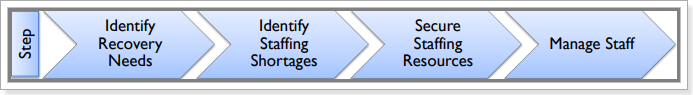 Step
Identify
Recovery
Needs
Identify
Staffing
Shortages
Secure
Staffing
Resources
Manage Staff